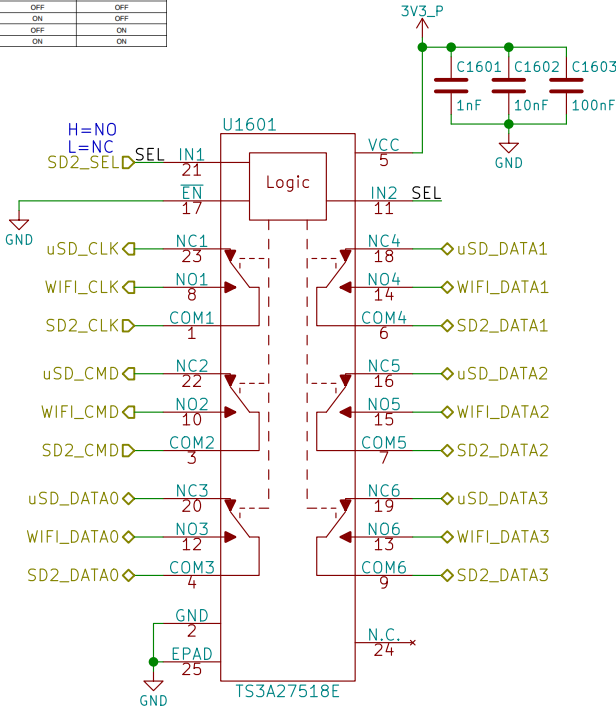 OFF OFF
ON OFF
OFF ON
ON ON
3V3_P
C1601 C1602 C1603
1nF 10nF 100nF
GND
H=NO
L=NC
U1601
SD2_SEL SEL IN1 21
VCC 5
Logic
EN 17
IN2 11 SEL
GND
uSD_CLK NC1 23
NC4 18 uSD_DATA1
WIFI_CLK NO1 8
NO4 14 WIFI_DATA1
SD2_CLK COM1 1
COM4 6 SD2_DATA1
uSD_CMD NC2 22
NC5 16 uSD_DATA2
WIFI_CMD NO2 10
NO5 15 WIFI_DATA2
SD2_CMD COM2 3
COM5 7 SD2_DATA2
uSD_DATA0 NC3 20
NC6 19 uSD_DATA3
WIFI_DATA0 NO3 12
NO6 13 WIFI_DATA3
SD2_DATA0 COM3 4
COM6 9 SD2_DATA3
GND 2
N.C. 24
EPAD 25
GND
TS3A27518E